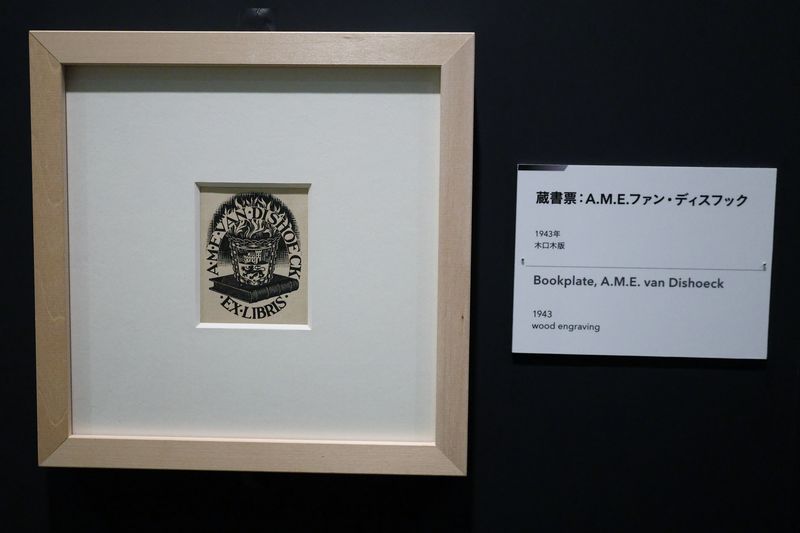 A·M·E·VAN·DISHOECK
·EX·LIBRIS·
蔵書票：A.M.E.ファン・ディスフック
1943年
木口木版
Bookplate, A.M.E. van Dishoeck
1943
wood engraving